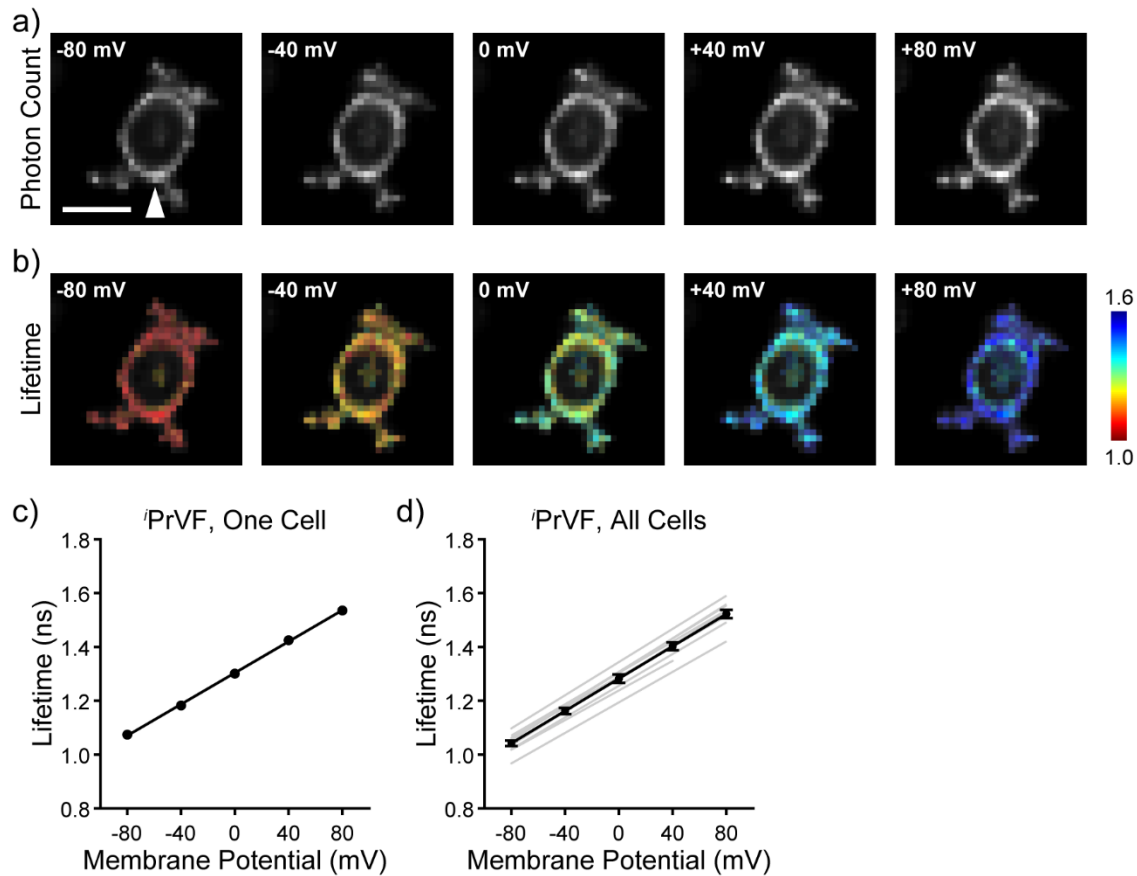 a)
Photon Count
-80 mV
-40 mV
0 mV
+40 mV
+80 mV
b)
Lifetime
-80 mV
-40 mV
0 mV
+40 mV
+80 mV
1.6
1.0
c)
iPrVF, One Cell
Lifetime (ns)
1.8
1.6
1.4
1.2
1.0
0.8
-80 -40 0 40 80
Membrane Potential (mV)
d)
iPrVF, All Cells
Lifetime (ns)
1.8
1.6
1.4
1.2
1.0
0.8
-80 -40 0 40 80
Membrane Potential (mV)